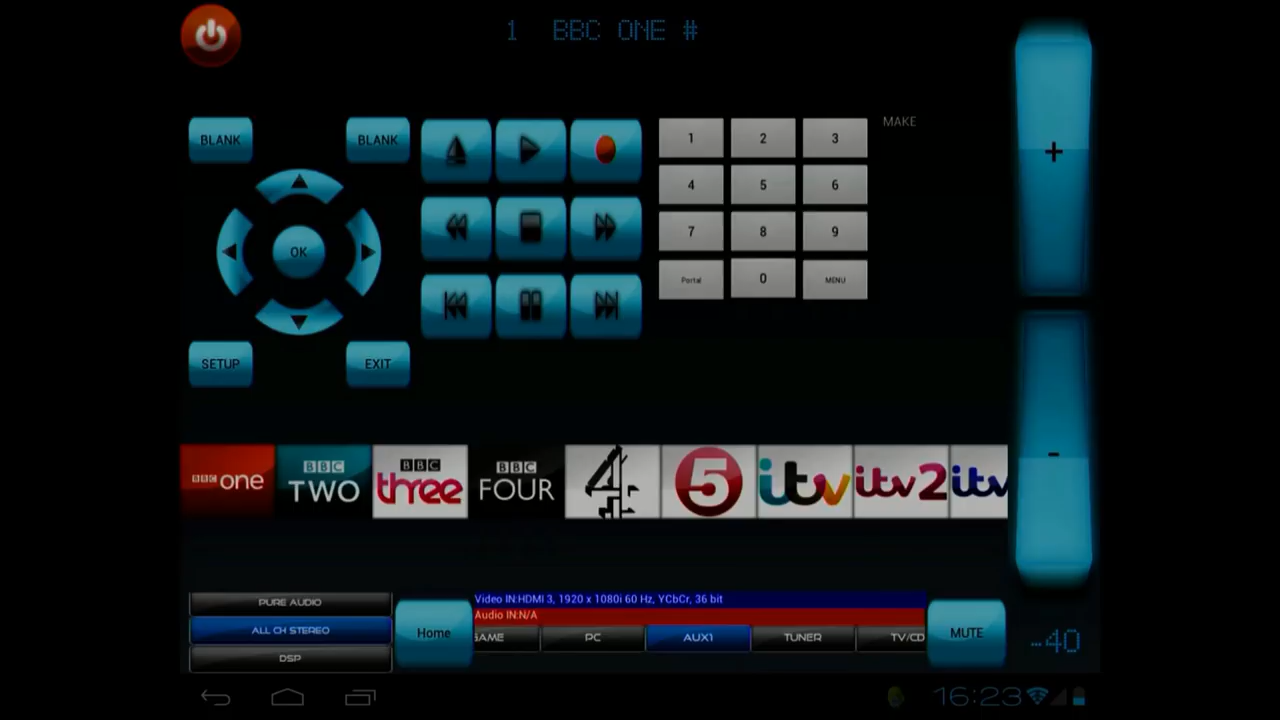 1 BBC ONE #
BLANK
BLANK
OK
SETUP
EXIT
1 2 3
4 5 6
7 8 9
Portal 0 MENU
MAKE
+
-
BBC one
BBC TWO
BBC three
BBC FOUR
4
5
itv
itv2
itv
PURE AUDIO
ALL CH STEREO
DSP
Home
Video IN:HDMI 3, 1920 x 1080i 60 Hz, YCbCr, 36 bit
Audio IN:N/A
GAME PC AUX1 TUNER TV/CD
MUTE
-40
16:23